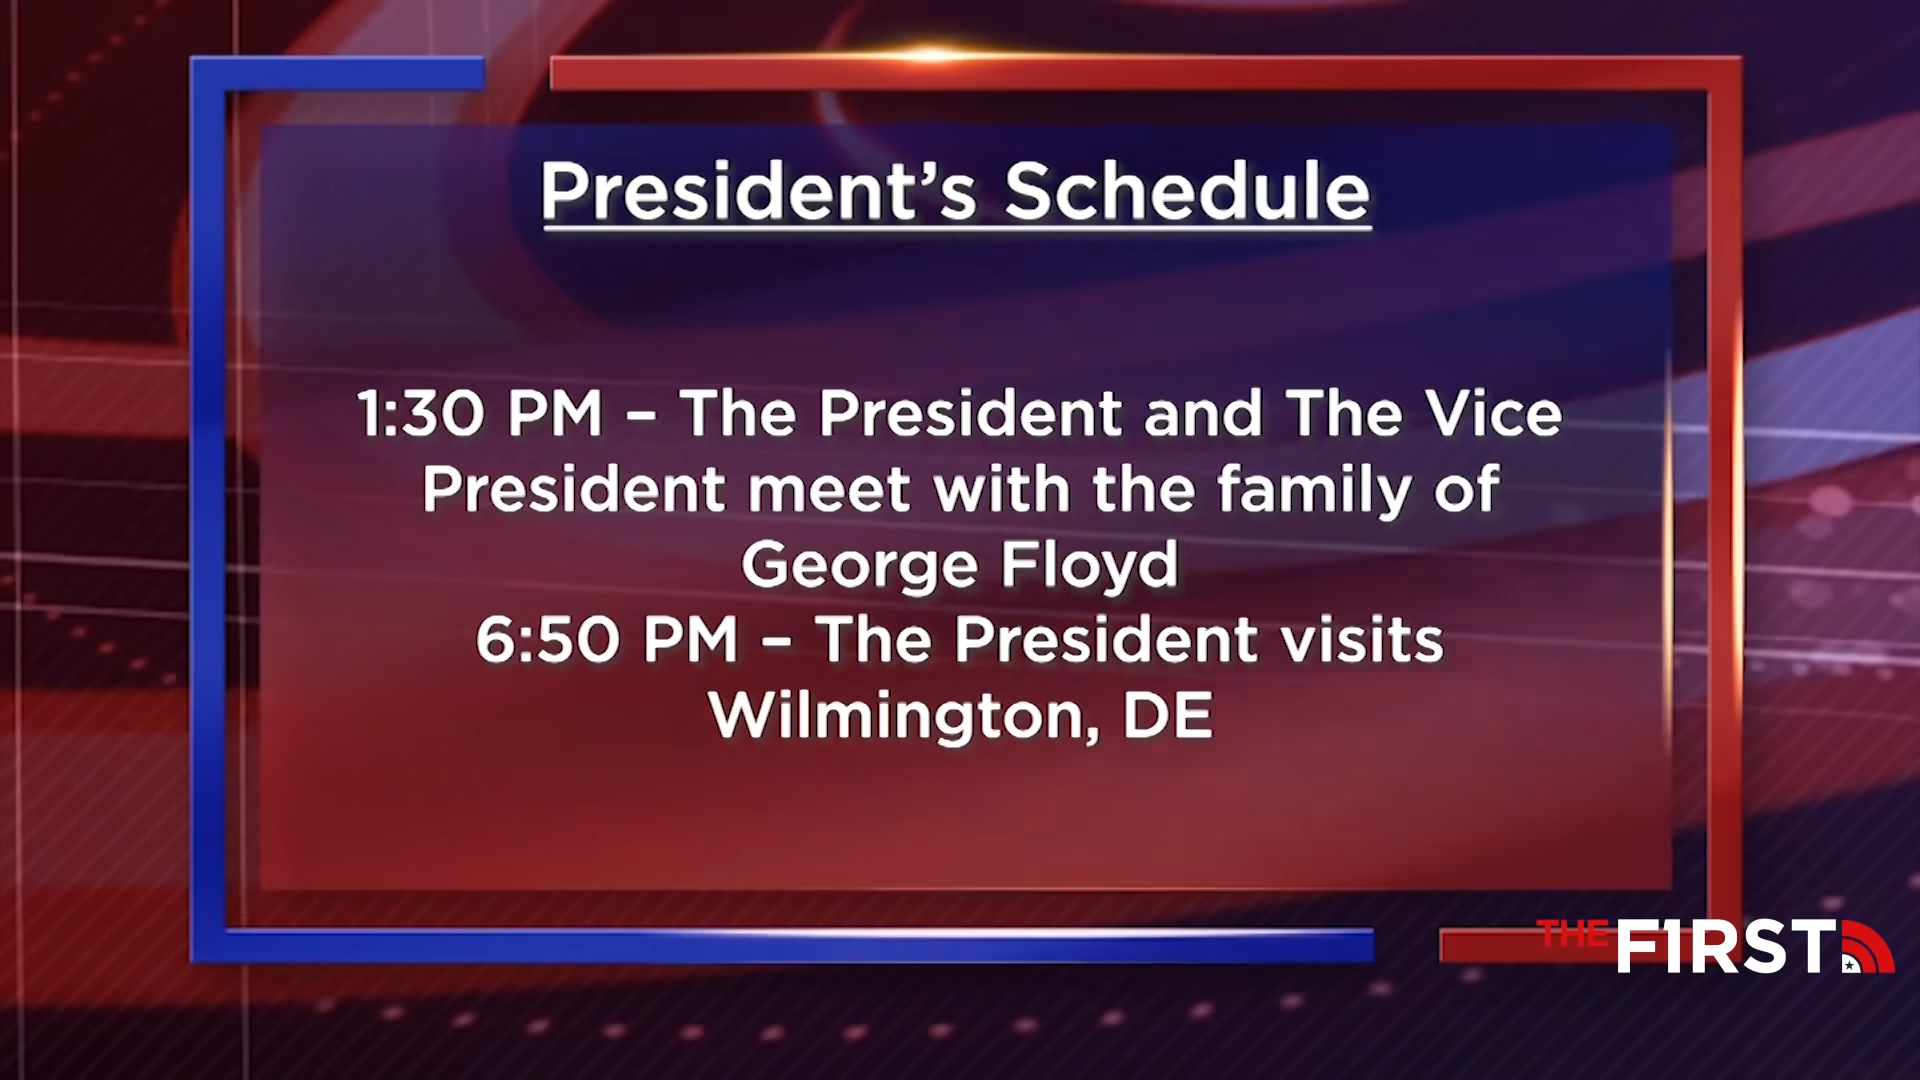 President's Schedule
1:30 PM – The President and The Vice
President meet with the family of
George Floyd
6:50 PM – The President visits
Wilmington, DE
THE FIRST